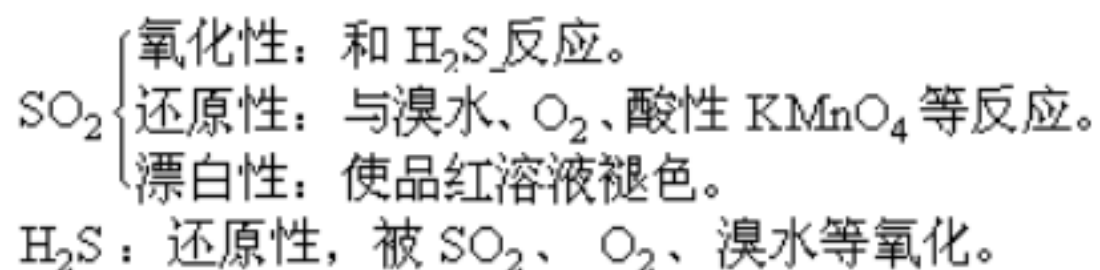 氧化性：和 H₂S 反应。
SO₂ 还原性：与溴水、O₂、酸性 KMnO₄ 等反应。
漂白性：使品红溶液褪色。
H₂S：还原性，被 SO₂、 O₂、溴水等氧化。